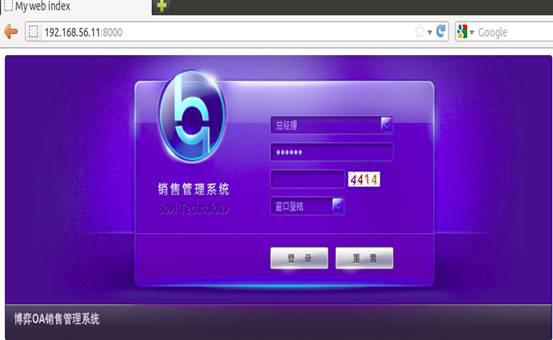 My web index
192.168.56.11:8000
Google
总经理
••••••
4414
销售管理系统
Boyi Technology
窗口登陆
登 录
重 置
博弈OA销售管理系统